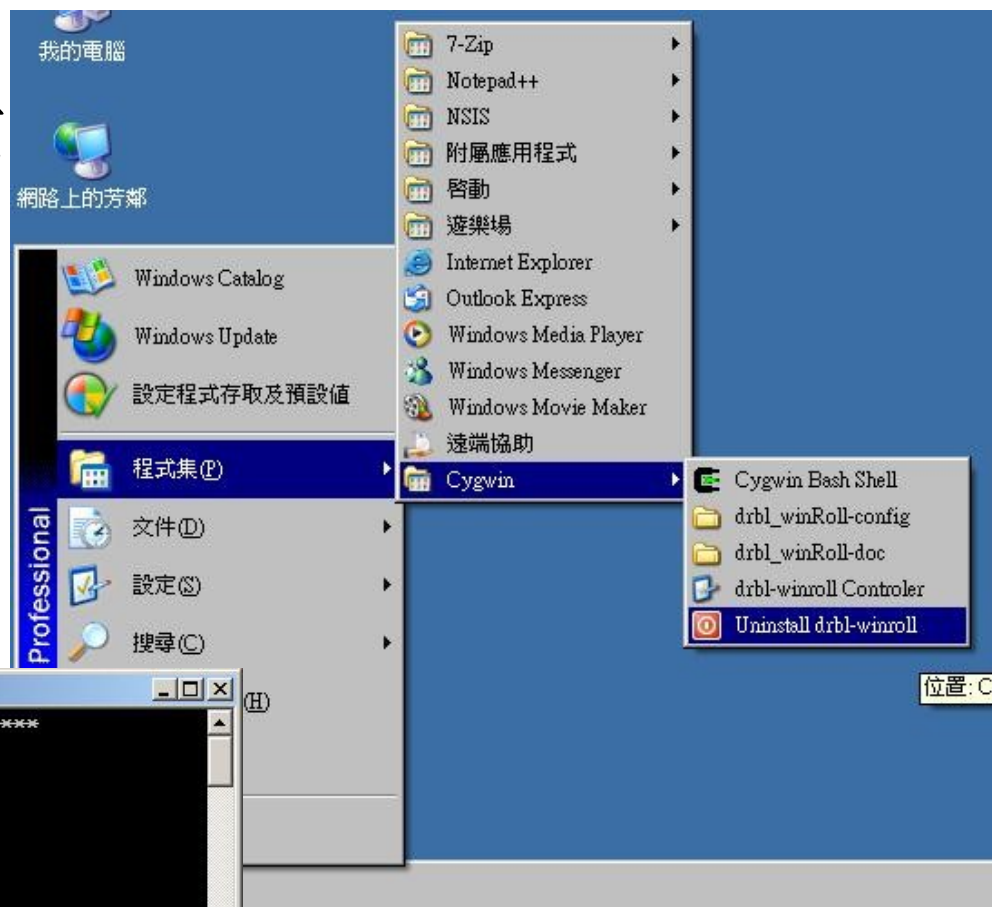 我的電腦
網路上的芳鄰
7-Zip
Notepad++
NSIS
附屬應用程式
啓動
遊樂場
Internet Explorer
Outlook Express
Windows Media Player
Windows Messenger
Windows Movie Maker
遠端協助
Cygwin
Windows Catalog
Windows Update
設定程式存取及預設値
程式集(P)
文件(D)
設定(S)
搜尋(C)
(H)
Professional
Cygwin Bash Shell
drbl_winRoll-config
drbl_winRoll-doc
drbl-winroll Controler
Uninstall drbl-winroll
位置: C
***